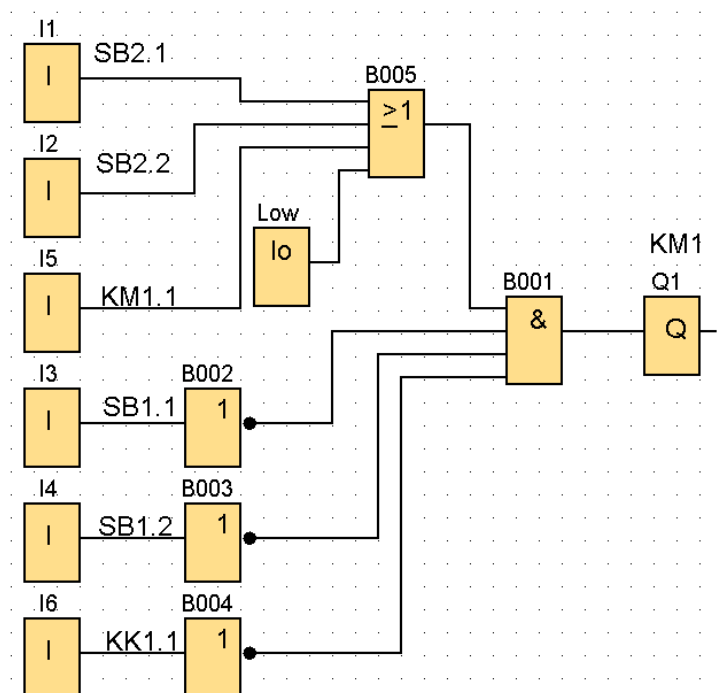 I1
I
SB2.1
B005
≥1
I2
I
SB2.2
Low
lo
I5
I
KM1.1
KM1
B001
&
Q1
Q
I3
I
SB1.1
B002
1
I4
I
SB1.2
B003
1
I6
I
KK1.1
B004
1